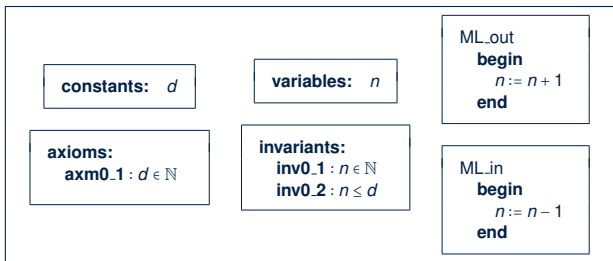 constants: d
axioms:
axm0_1 : d ∈ ℕ
variables: n
invariants:
inv0_1 : n ∈ ℕ
inv0_2 : n ≤ d
ML_out
begin
n := n + 1
end
ML_in
begin
n := n − 1
end